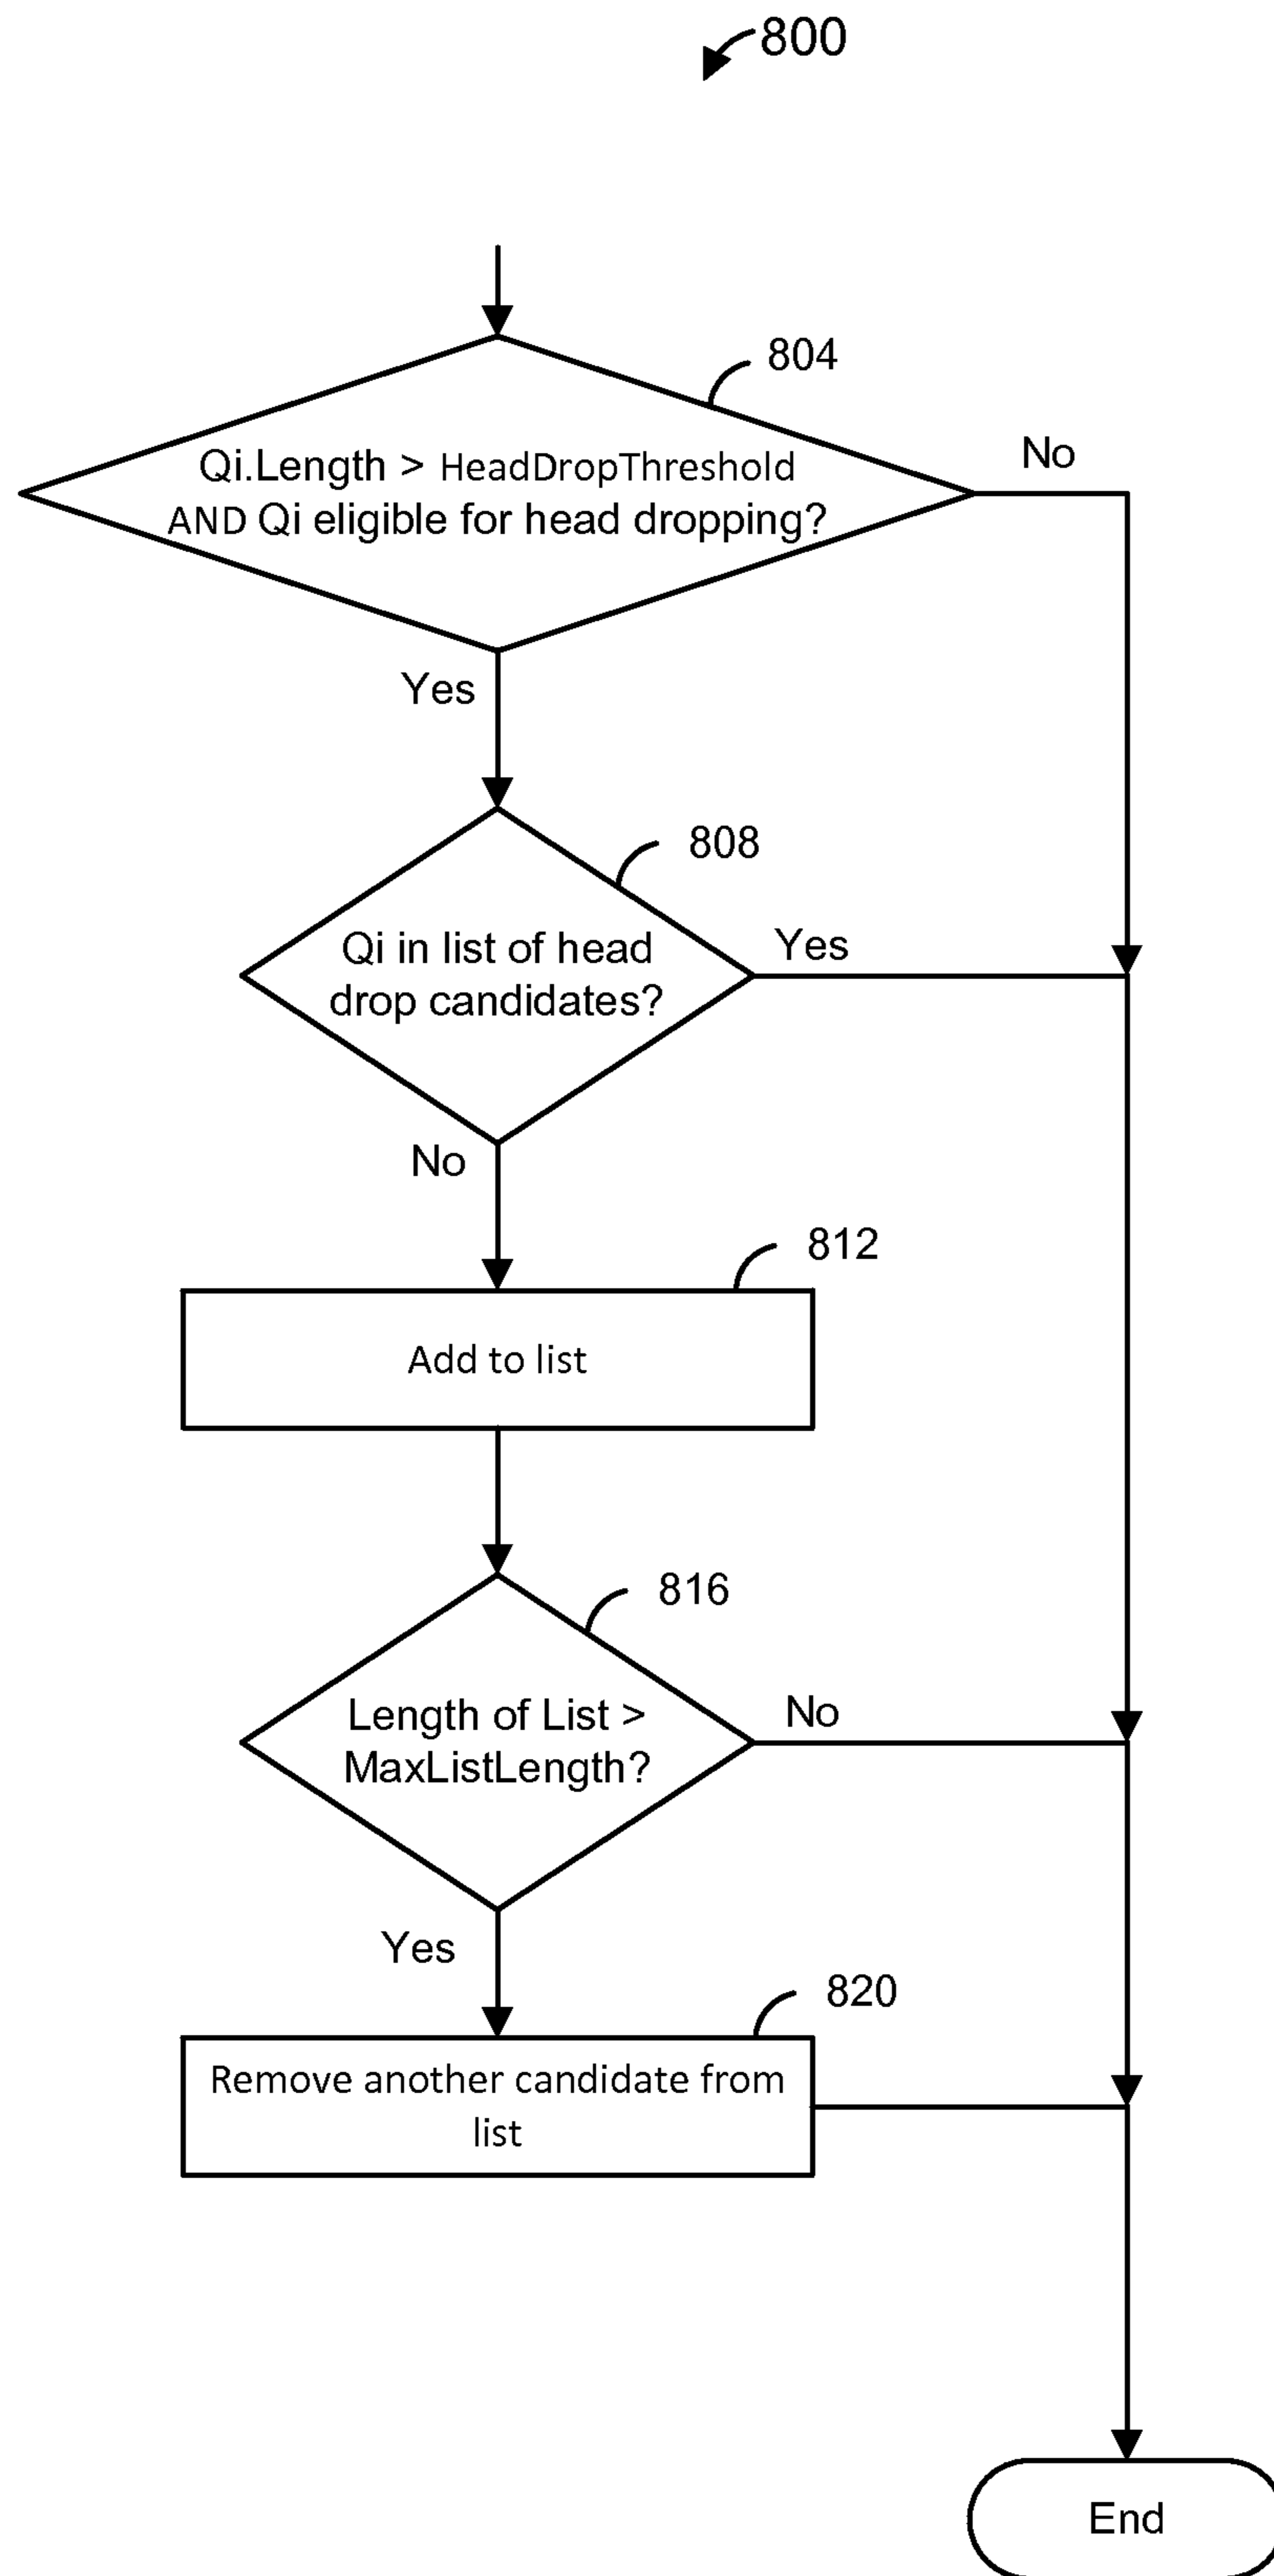 800
804
Qi.Length > HeadDropThreshold
AND Qi eligible for head dropping?
No
Yes
808
Qi in list of head
drop candidates?
Yes
No
812
Add to list
816
Length of List >
MaxListLength?
No
Yes
820
Remove another candidate from
list
End